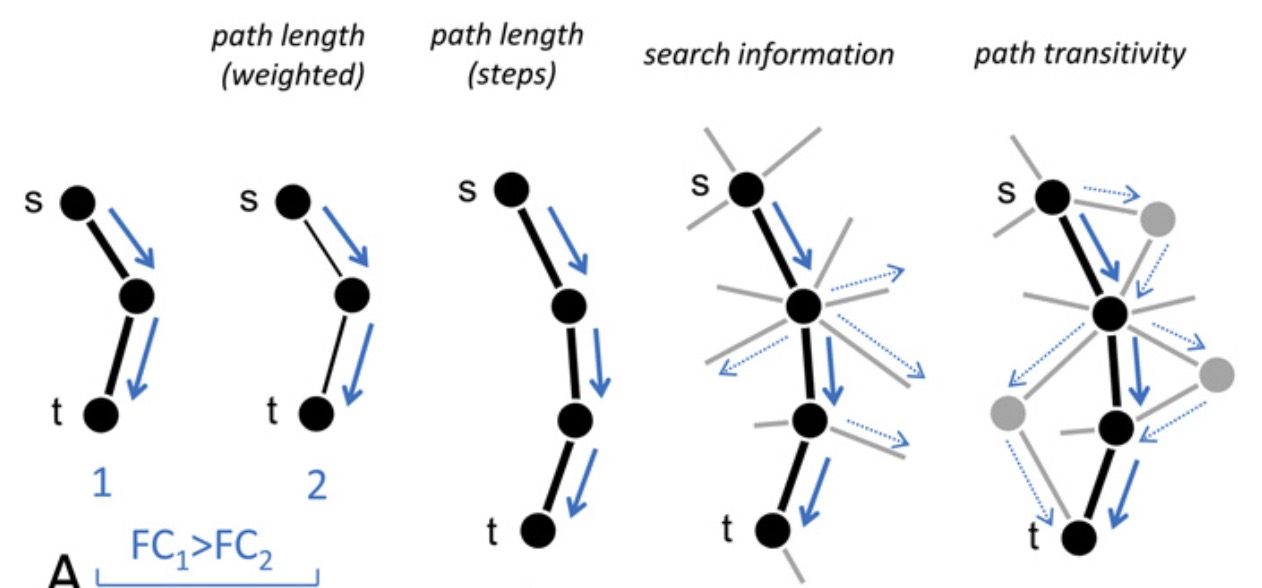 path length
(weighted)
path length
(steps)
search information
path transitivity
s
s
s
s
s
t
t
t
t
t
1
2
FC₁>FC₂
A